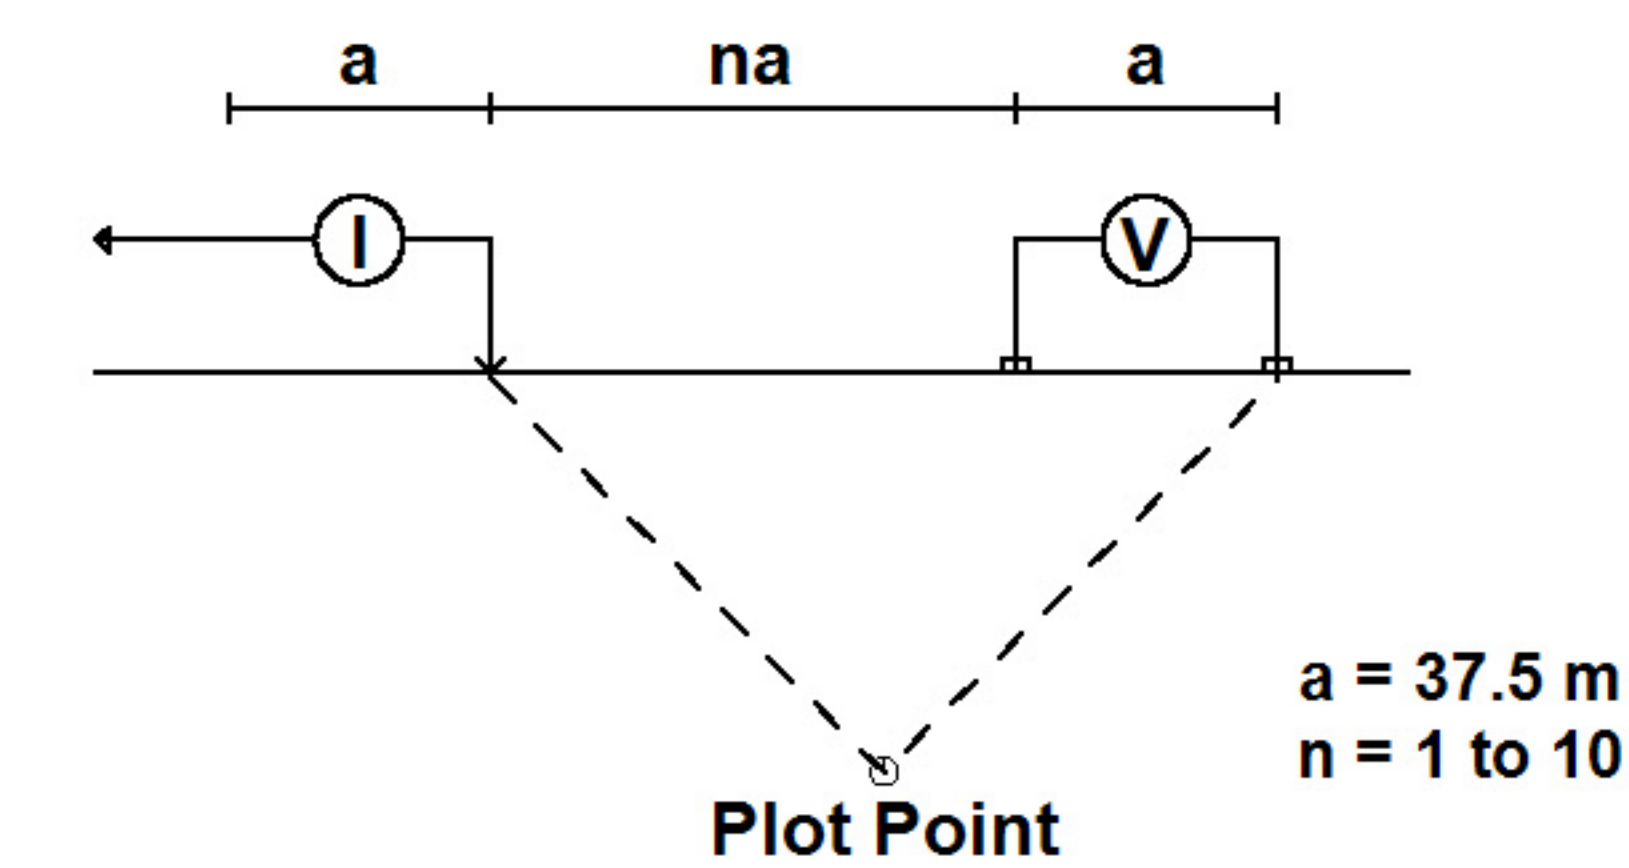 a na a
I V
a = 37.5 m
n = 1 to 10
Plot Point